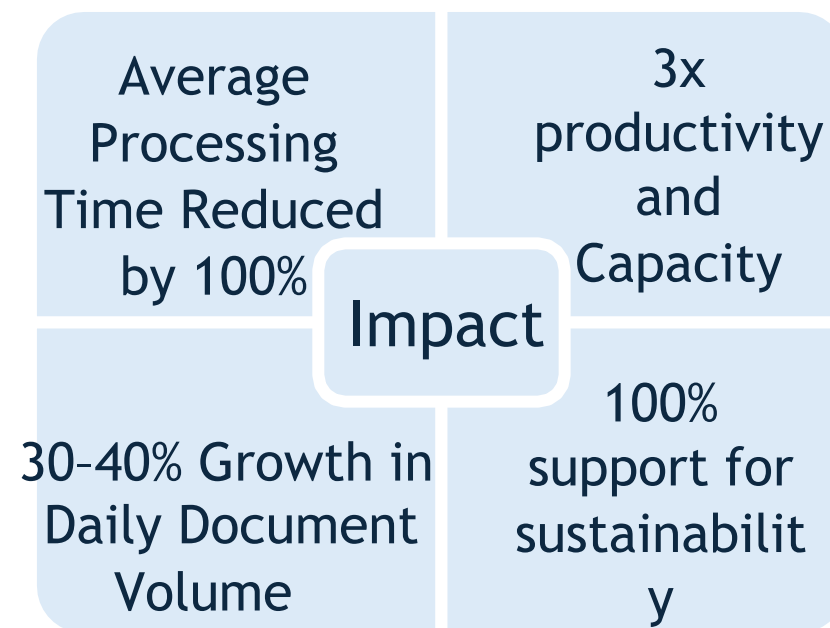 Average
Processing
Time Reduced
by 100%
3x
productivity
and
Capacity
Impact
30–40% Growth in
Daily Document
Volume
100%
support for
sustainabilit
y